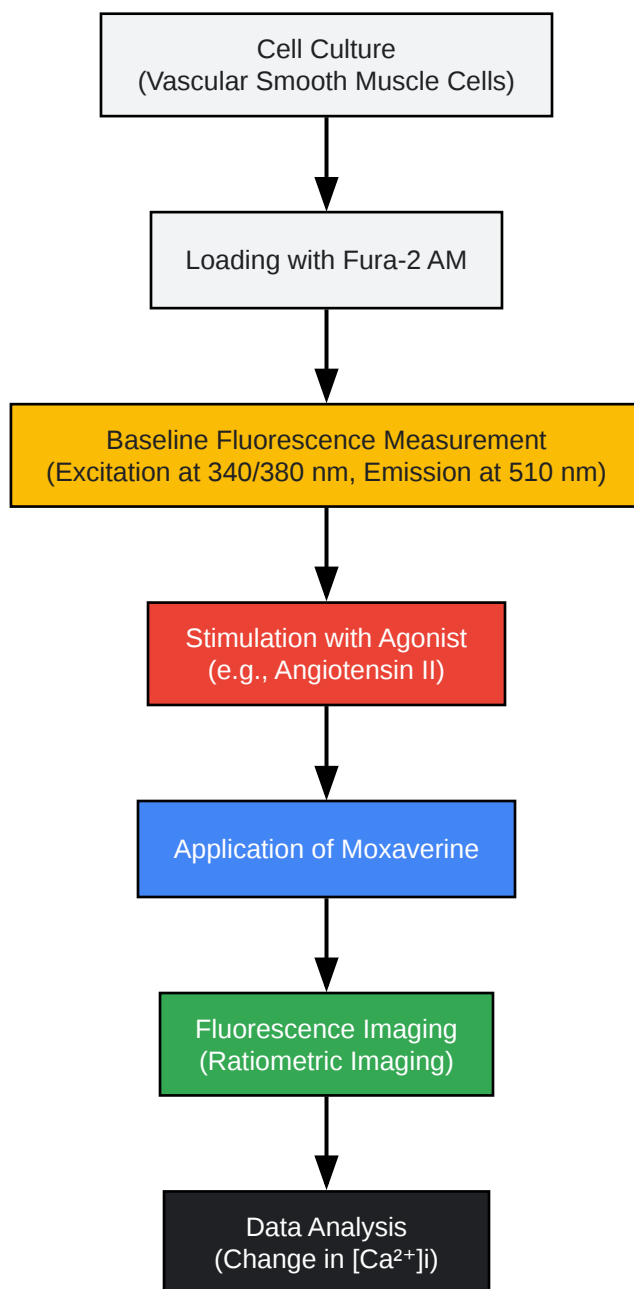 Cell Culture
(Vascular Smooth Muscle Cells)
Loading with Fura-2 AM
Baseline Fluorescence Measurement
(Excitation at 340/380 nm, Emission at 510 nm)
Stimulation with Agonist
(e.g., Angiotensin II)
Application of Moxaverine
Fluorescence Imaging
(Ratiometric Imaging)
Data Analysis
(Change in [Ca²⁺]i)